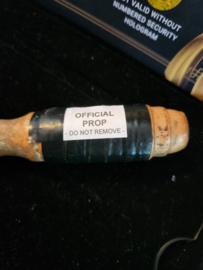 T VALID WITHOUT
NUMBERED SECURITY
HOLOGRAM
OFFICIAL
PROP
- DO NOT REMOVE -